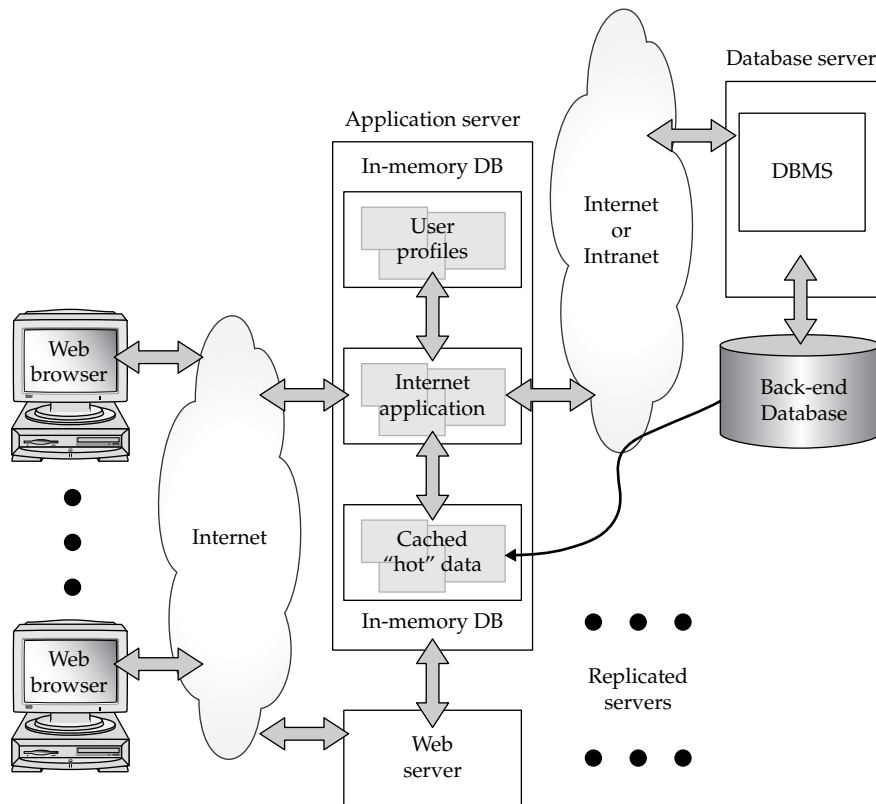 Database server
DBMS
Application server
In-memory DB
User
profiles
Internet
or
Intranet
Web
browser
Internet
application
Back-end
Database
Internet
Cached
“hot” data
In-memory DB
Web
browser
Replicated
servers
Web
server